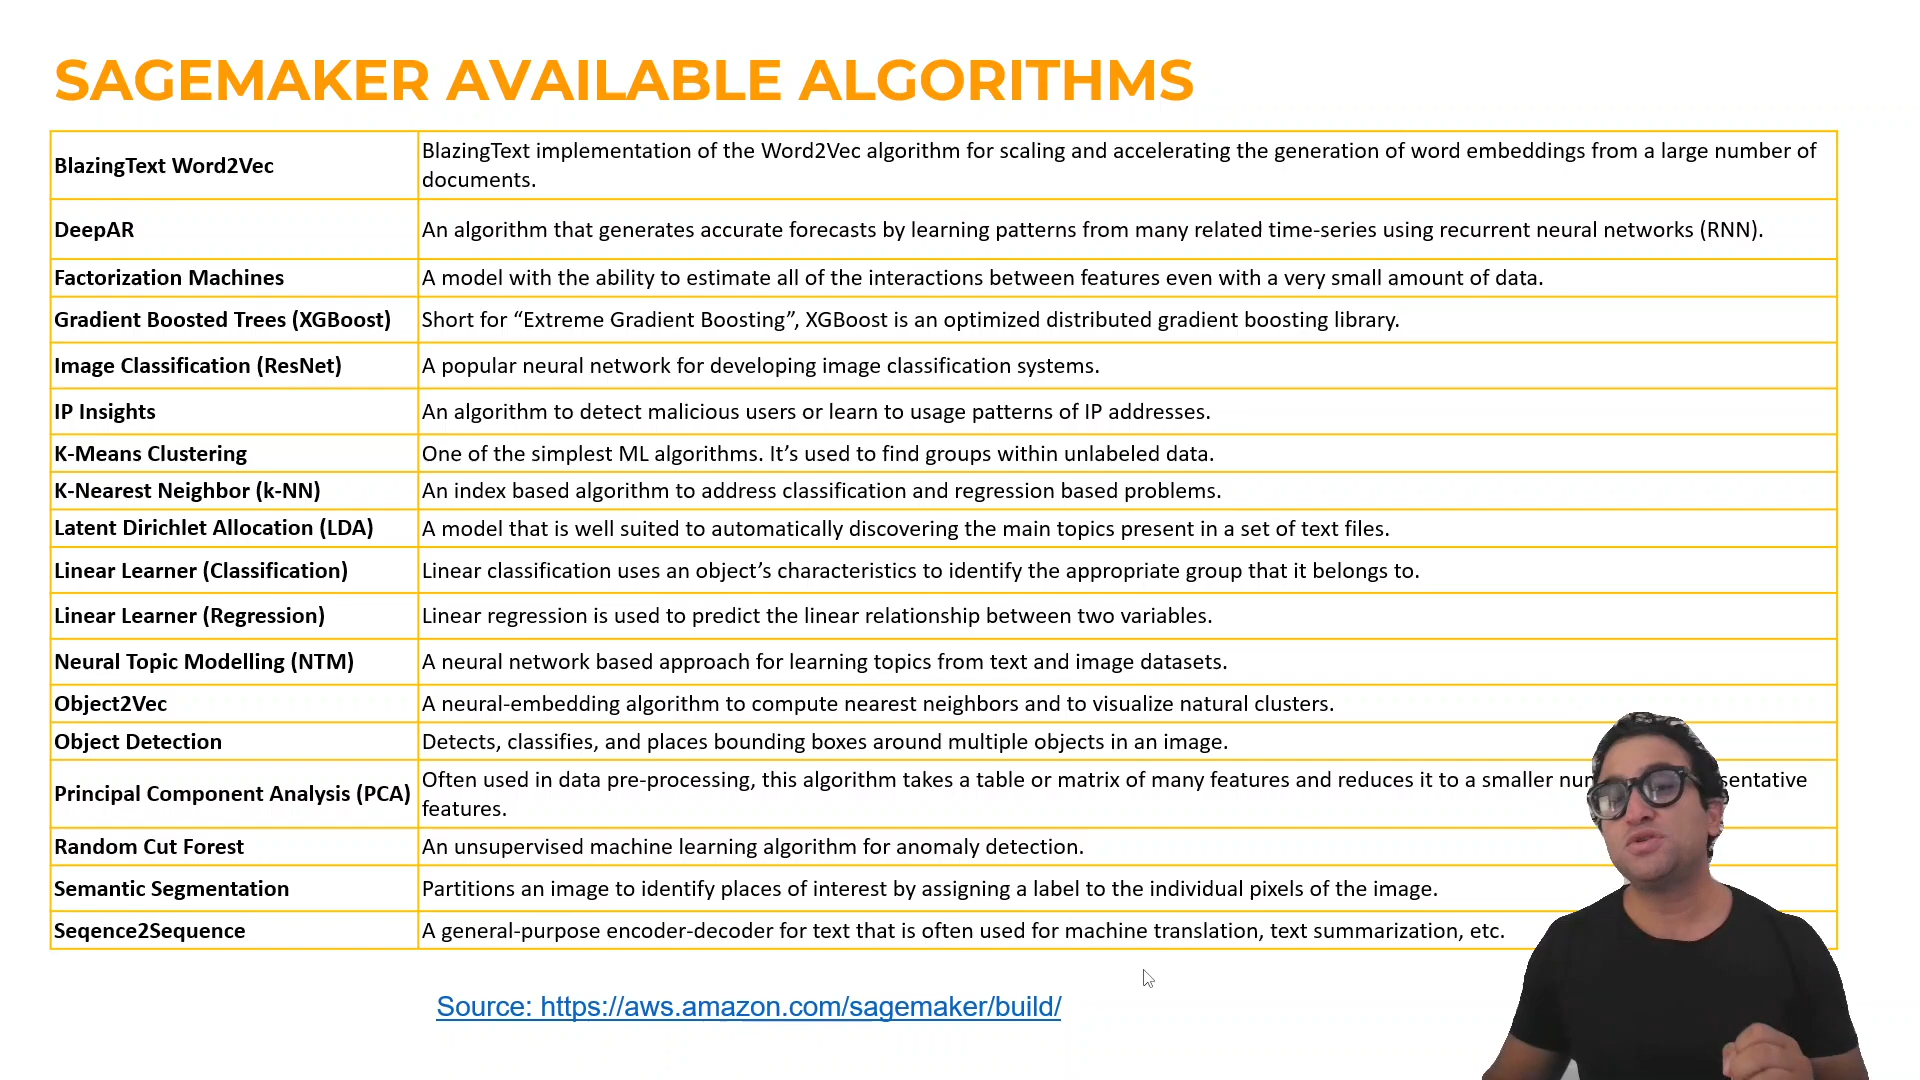 SAGEMAKER AVAILABLE ALGORITHMS
BlazingText Word2Vec
BlazingText implementation of the Word2Vec algorithm for scaling and accelerating the generation of word embeddings from a large number of
documents.
DeepAR
An algorithm that generates accurate forecasts by learning patterns from many related time-series using recurrent neural networks (RNN).
Factorization Machines
A model with the ability to estimate all of the interactions between features even with a very small amount of data.
Gradient Boosted Trees (XGBoost)
Short for “Extreme Gradient Boosting”, XGBoost is an optimized distributed gradient boosting library.
Image Classification (ResNet)
A popular neural network for developing image classification systems.
IP Insights
An algorithm to detect malicious users or learn to usage patterns of IP addresses.
K-Means Clustering
One of the simplest ML algorithms. It’s used to find groups within unlabeled data.
K-Nearest Neighbor (k-NN)
An index based algorithm to address classification and regression based problems.
Latent Dirichlet Allocation (LDA)
A model that is well suited to automatically discovering the main topics present in a set of text files.
Linear Learner (Classification)
Linear classification uses an object’s characteristics to identify the appropriate group that it belongs to.
Linear Learner (Regression)
Linear regression is used to predict the linear relationship between two variables.
Neural Topic Modelling (NTM)
A neural network based approach for learning topics from text and image datasets.
Object2Vec
A neural-embedding algorithm to compute nearest neighbors and to visualize natural clusters.
Object Detection
Detects, classifies, and places bounding boxes around multiple objects in an image.
Principal Component Analysis (PCA)
Often used in data pre-processing, this algorithm takes a table or matrix of many features and reduces it to a smaller
features.
Random Cut Forest
An unsupervised machine learning algorithm for anomaly detection.
Semantic Segmentation
Partitions an image to identify places of interest by assigning a label to the individual pixels of the image.
Seqence2Sequence
A general-purpose encoder-decoder for text that is often used for machine translation, text summarization, etc.
Source: https://aws.amazon.com/sagemaker/build/